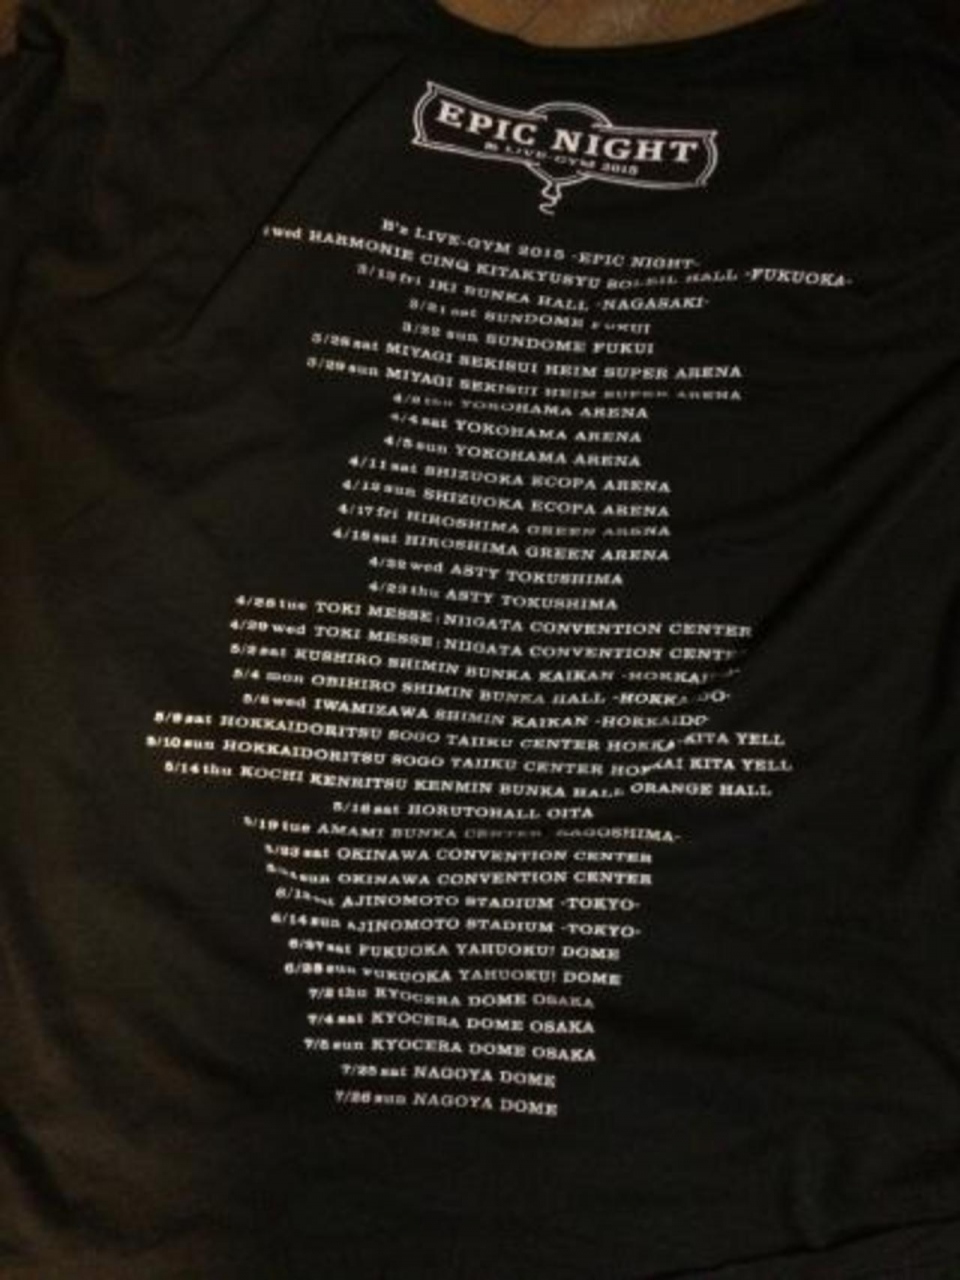 EPIC NIGHT
LIVE-GYM 2015
B'z LIVE-GYM 2015 -EPIC NIGHT-
wed HARMONIE CINQ KITAKYUSYU SOLEIL HALL -FUKUOKA-
3/13 fri IKI BUNKA HALL -NAGASAKI-
3/21 sat SUNDOME FUKUI
3/22 sun SUNDOME FUKUI
3/28 sat MIYAGI SEKISUI HEIM SUPER ARENA
3/29 sun MIYAGI SEKISUI HEIM SUPER ARENA
thu YOKOHAMA ARENA
4/4 sat YOKOHAMA ARENA
4/5 sun YOKOHAMA ARENA
4/11 sat SHIZUOKA ECOPA ARENA
4/12 sun SHIZUOKA ECOPA ARENA
4/17 fri HIROSHIMA GREEN ARENA
4/18 sat HIROSHIMA GREEN ARENA
4/22 wed ASTY TOKUSHIMA
4/23 thu ASTY TOKUSHIMA
4/28 tue TOKI MESSE : NIIGATA CONVENTION CENTER
4/29 wed TOKI MESSE : NIIGATA CONVENTION
5/2 sat KUSHIRO SHIMIN BUNKA KAIKAN
5/4 mon OBIHIRO SHIMIN BUNKA HALL
5/6 wed IWAMIZAWA SHIMIN KAIKAN -HOKKAIDO-
5/9 sat HOKKAIDORITSU SOGO TAIIKU CENTER KITA YELL
5/10 sun HOKKAIDORITSU SOGO TAIIKU CENTER KITA YELL
5/14 thu KOCHI KENRITSU KENMIN BUNKA HALL ORANGE HALL
5/16 sat HORUTOHALL OITA
5/19 tue AMAMI BUNKA CENTER -KAGOSHIMA-
5/23 sat OKINAWA CONVENTION CENTER
sun OKINAWA CONVENTION CENTER
6/13 sat AJINOMOTO STADIUM -TOKYO-
6/14 sun AJINOMOTO STADIUM -TOKYO-
6/27 sat FUKUOKA YAHUOKU! DOME
6/28 sun FUKUOKA YAHUOKU! DOME
7/2 thu KYOCERA DOME OSAKA
7/4 sat KYOCERA DOME OSAKA
7/5 sun KYOCERA DOME OSAKA
7/25 sat NAGOYA DOME
7/26 sun NAGOYA DOME